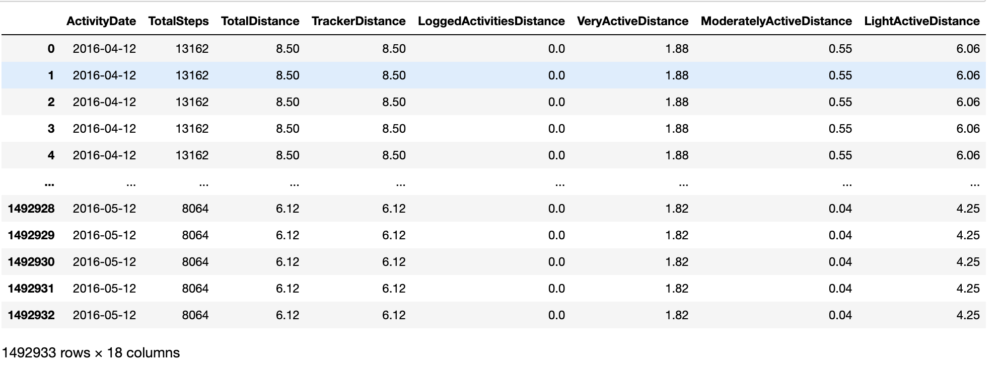 ActivityDate TotalSteps TotalDistance TrackerDistance LoggedActivitiesDistance VeryActiveDistance ModeratelyActiveDistance LightActiveDistance
0 2016-04-12 13162 8.50 8.50 0.0 1.88 0.55 6.06
1 2016-04-12 13162 8.50 8.50 0.0 1.88 0.55 6.06
2 2016-04-12 13162 8.50 8.50 0.0 1.88 0.55 6.06
3 2016-04-12 13162 8.50 8.50 0.0 1.88 0.55 6.06
4 2016-04-12 13162 8.50 8.50 0.0 1.88 0.55 6.06
... ... ... ... ... ... ... ... ...
1492928 2016-05-12 8064 6.12 6.12 0.0 1.82 0.04 4.25
1492929 2016-05-12 8064 6.12 6.12 0.0 1.82 0.04 4.25
1492930 2016-05-12 8064 6.12 6.12 0.0 1.82 0.04 4.25
1492931 2016-05-12 8064 6.12 6.12 0.0 1.82 0.04 4.25
1492932 2016-05-12 8064 6.12 6.12 0.0 1.82 0.04 4.25
1492933 rows × 18 columns